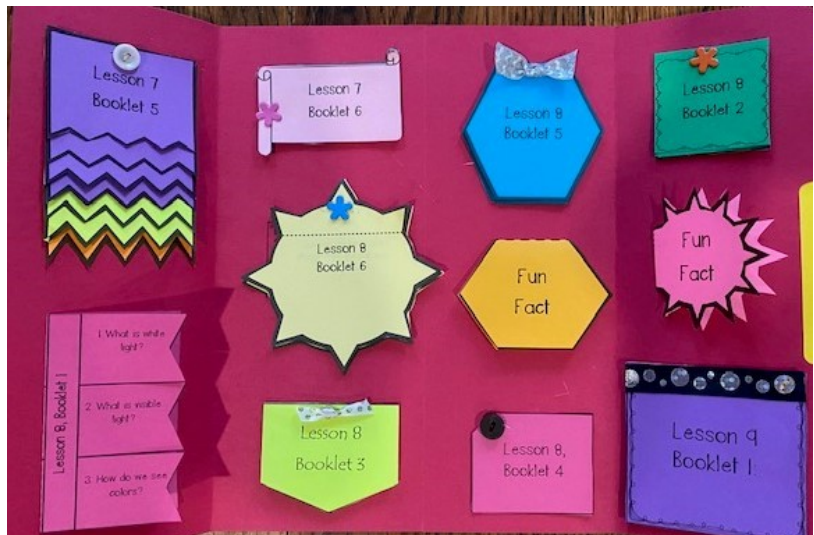 Lesson 7
Booklet 5
Lesson 7
Booklet 6
Lesson 8
Booklet 5
Lesson 8
Booklet 2
Lesson 8
Booklet 6
Fun
Fact
Fun
Fact
Lesson 8, Booklet 1
1. What is white
light?
2. What is visible
light?
3. How do we see
colors?
Lesson 8
Booklet 3
Lesson 8,
Booklet 4
Lesson 9
Booklet 1